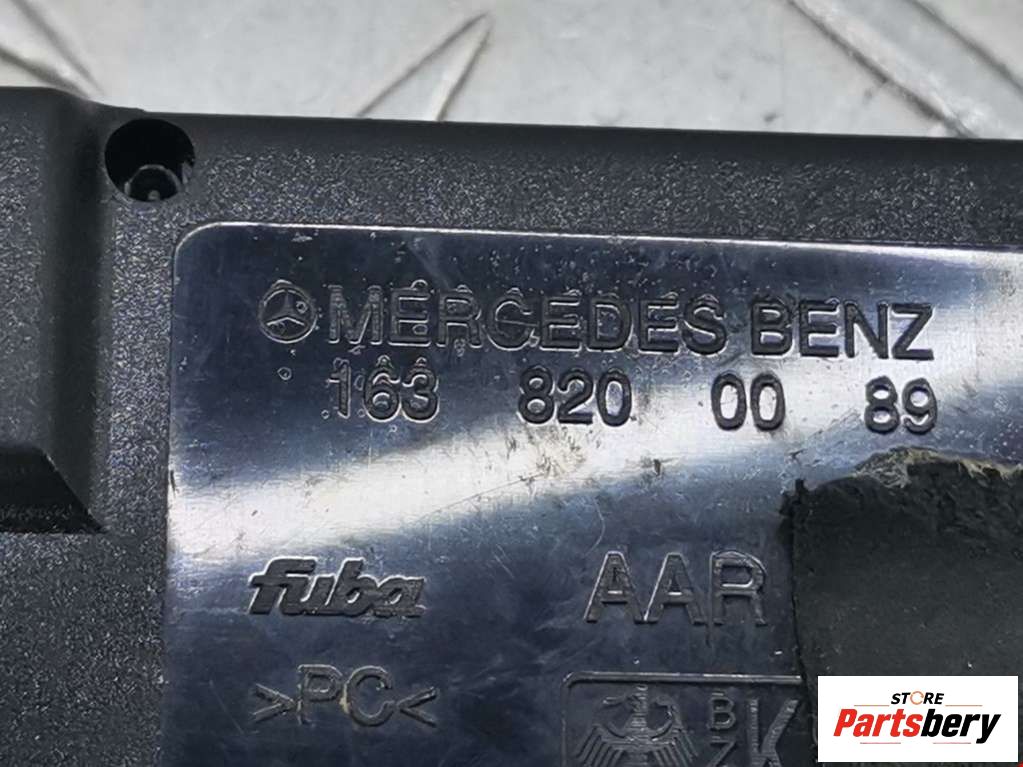 MERCEDES BENZ
163 820 00 89
fuba AAR
>PC<
B
Z K
STORE
Partsbery